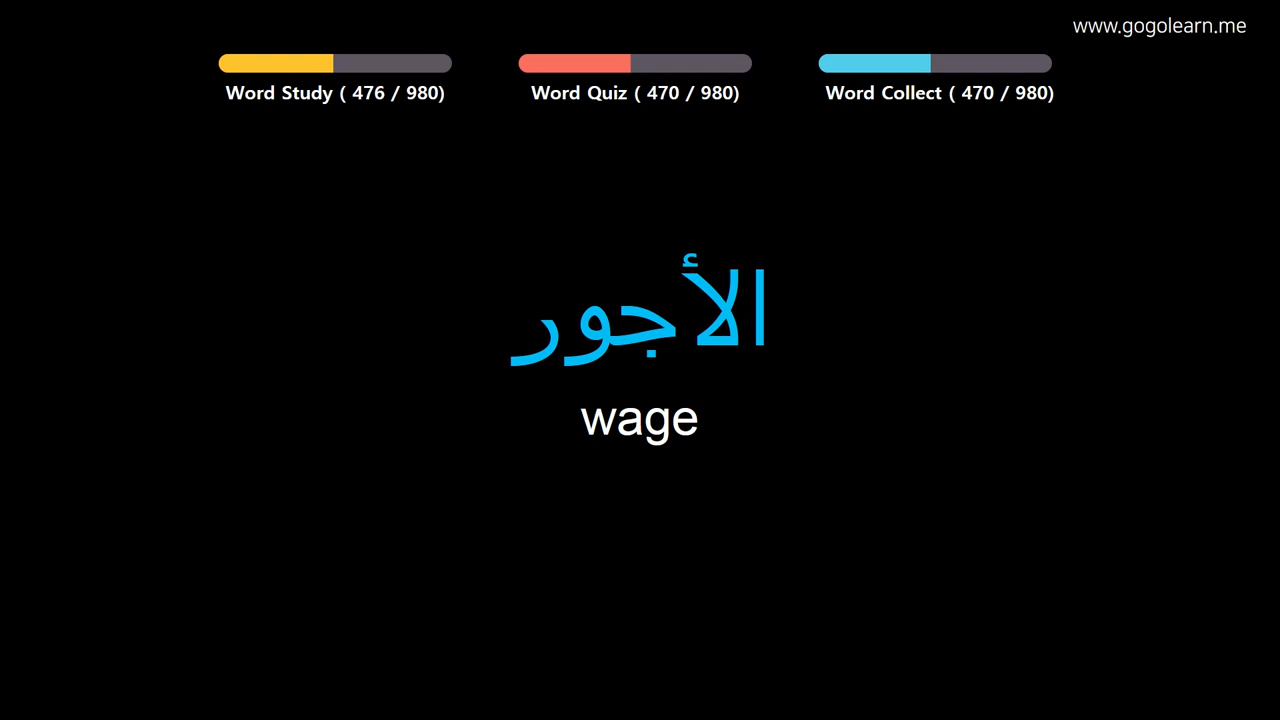 www.gogolearn.me
Word Study ( 476 / 980)
Word Quiz ( 470 / 980)
Word Collect ( 470 / 980)
الأجور
wage